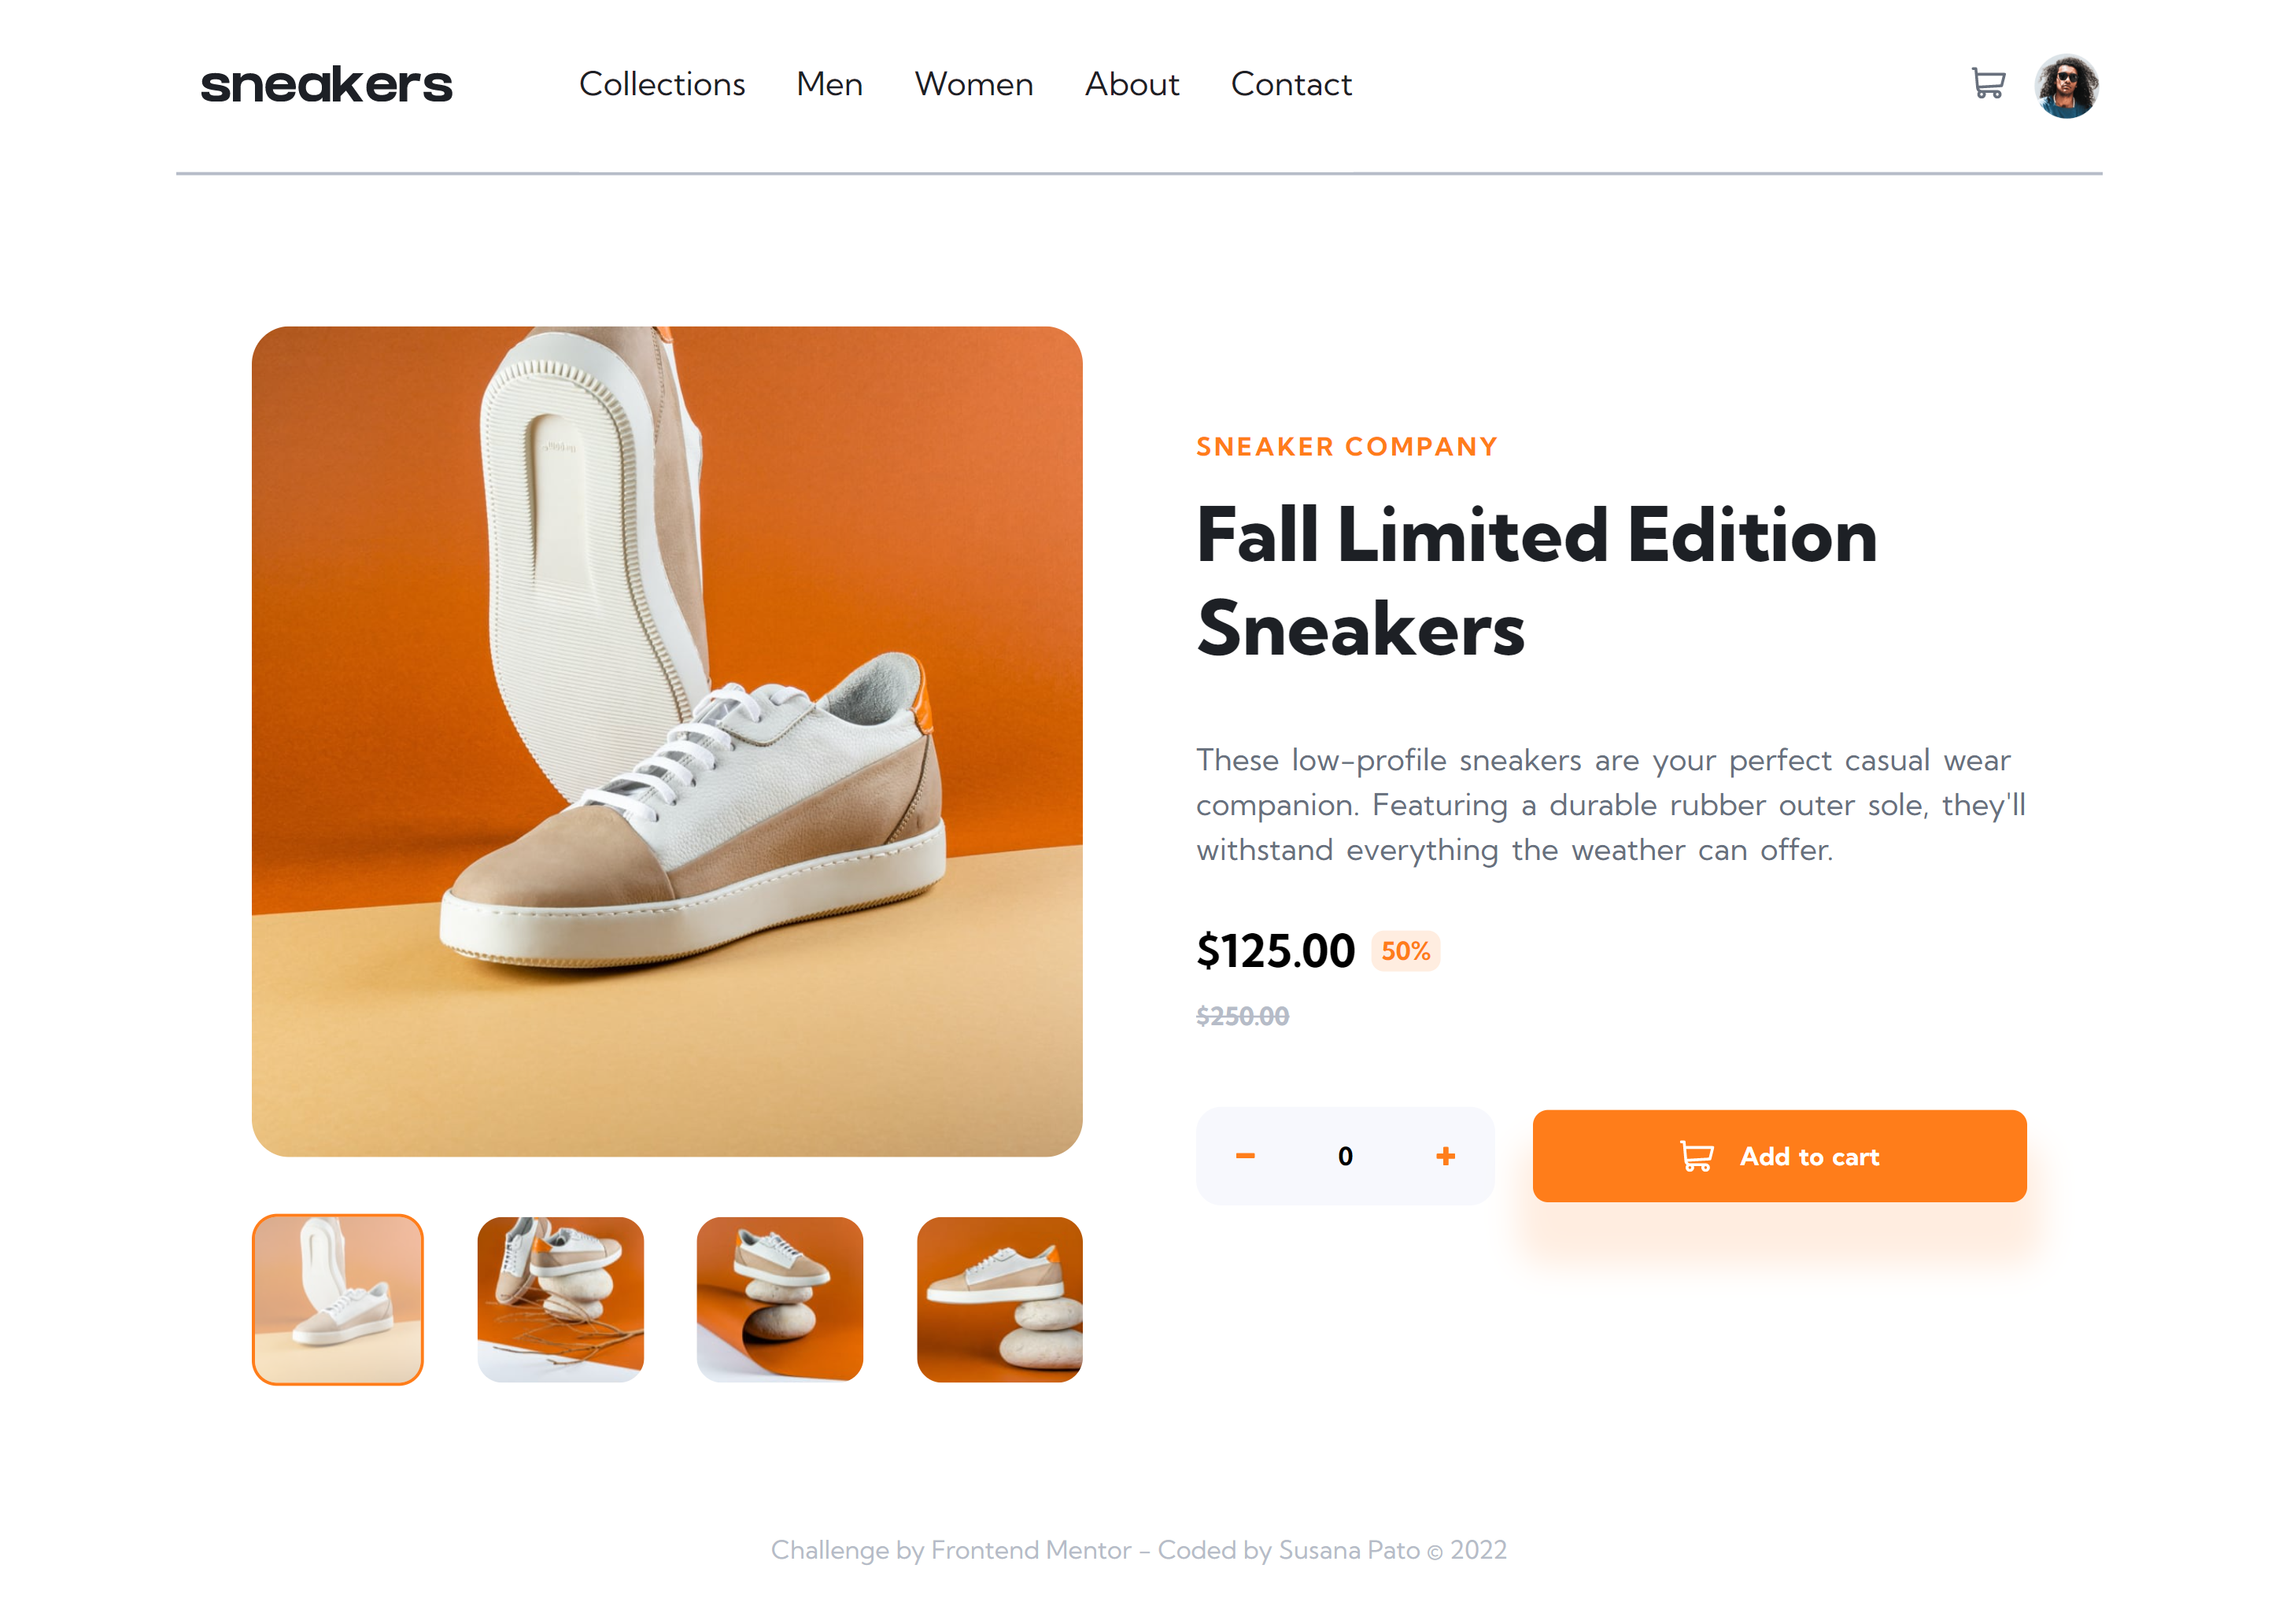 sneakers
Collections Men Women About Contact
SNEAKER COMPANY
Fall Limited Edition
Sneakers
These low-profile sneakers are your perfect casual wear
companion. Featuring a durable rubber outer sole, they'll
withstand everything the weather can offer.
$125.00 50%
$250.00
− 0 +
Add to cart
Challenge by Frontend Mentor - Coded by Susana Pato © 2022